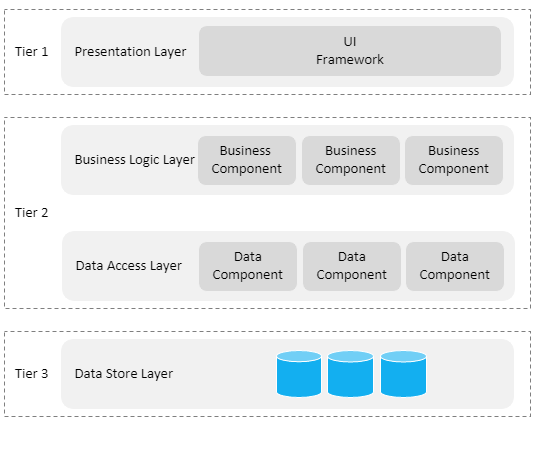 Tier 1
Presentation Layer
UI
Framework
Tier 2
Business Logic Layer
Business
Component
Business
Component
Business
Component
Data Access Layer
Data
Component
Data
Component
Data
Component
Tier 3
Data Store Layer